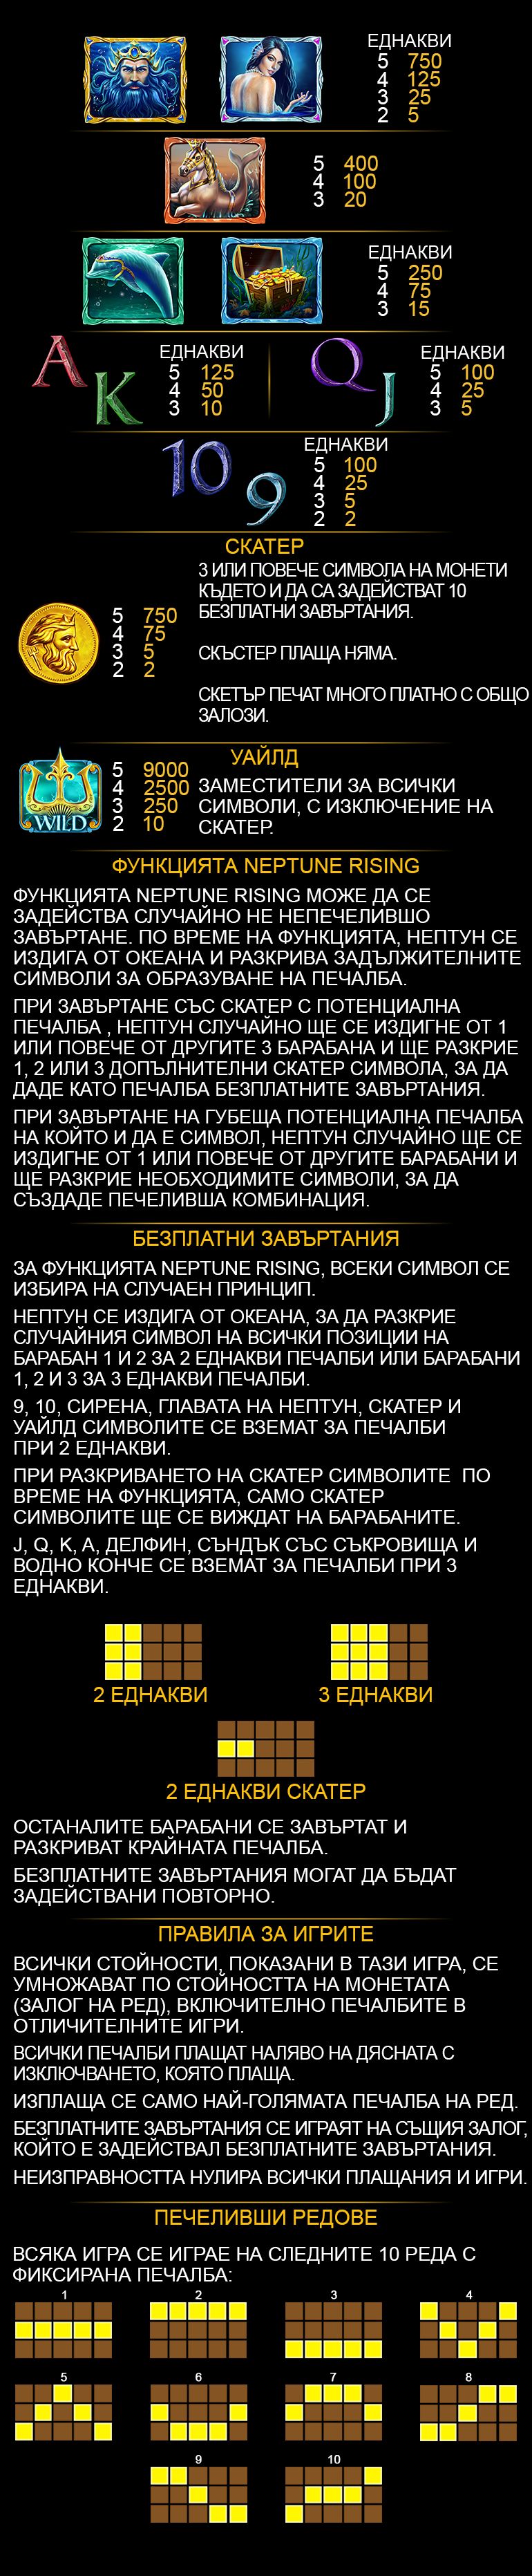 ЕДНАКВИ
5 750
4 125
3 25
2 5
5 400
4 100
3 20
ЕДНАКВИ
5 250
4 75
3 15
A K
ЕДНАКВИ
5 125
4 50
3 10
Q J
ЕДНАКВИ
5 100
4 25
3 5
10 9
ЕДНАКВИ
5 100
4 25
3 5
2 2
СКАТЕР
5 750
4 75
3 5
2 2
3 ИЛИ ПОВЕЧЕ СИМВОЛА НА МОНЕТИ
КЪДЕТО И ДА СА ЗАДЕЙСТВАТ 10
БЕЗПЛАТНИ ЗАВЪРТАНИЯ.
СКЪСТЕР ПЛАЩА НЯМА.
СКЕТЪР ПЕЧАТ МНОГО ПЛАТНО С ОБЩО
ЗАЛОЗИ.
УАЙЛД
WILD
5 9000
4 2500
3 250
2 10
ЗАМЕСТИТЕЛИ ЗА ВСИЧКИ
СИМВОЛИ, С ИЗКЛЮЧЕНИЕ НА
СКАТЕР.
ФУНКЦИЯТА NEPTUNE RISING
ФУНКЦИЯТА NEPTUNE RISING МОЖЕ ДА СЕ
ЗАДЕЙСТВА СЛУЧАЙНО НЕ НЕПЕЧЕЛИВШО
ЗАВЪРТАНЕ. ПО ВРЕМЕ НА ФУНКЦИЯТА, НЕПТУН СЕ
ИЗДИГА ОТ ОКЕАНА И РАЗКРИВА ЗАДЪЛЖИТЕЛНИТЕ
СИМВОЛИ ЗА ОБРАЗУВАНЕ НА ПЕЧАЛБА.
ПРИ ЗАВЪРТАНЕ СЪС СКАТЕР С ПОТЕНЦИАЛНА
ПЕЧАЛБА , НЕПТУН СЛУЧАЙНО ЩЕ СЕ ИЗДИГНЕ ОТ 1
ИЛИ ПОВЕЧЕ ОТ ДРУГИТЕ 3 БАРАБАНА И ЩЕ РАЗКРИЕ
1, 2 ИЛИ 3 ДОПЪЛНИТЕЛНИ СКАТЕР СИМВОЛА, ЗА ДА
ДАДЕ КАТО ПЕЧАЛБА БЕЗПЛАТНИТЕ ЗАВЪРТАНИЯ.
ПРИ ЗАВЪРТАНЕ НА ГУБЕЩА ПОТЕНЦИАЛНА ПЕЧАЛБА
НА КОЙТО И ДА Е СИМВОЛ, НЕПТУН СЛУЧАЙНО ЩЕ СЕ
ИЗДИГНЕ ОТ 1 ИЛИ ПОВЕЧЕ ОТ ДРУГИТЕ БАРАБАНИ И
ЩЕ РАЗКРИЕ НЕОБХОДИМИТЕ СИМВОЛИ, ЗА ДА
СЪЗДАДЕ ПЕЧЕЛИВША КОМБИНАЦИЯ.
БЕЗПЛАТНИ ЗАВЪРТАНИЯ
ЗА ФУНКЦИЯТА NEPTUNE RISING, ВСЕКИ СИМВОЛ СЕ
ИЗБИРА НА СЛУЧАЕН ПРИНЦИП.
НЕПТУН СЕ ИЗДИГА ОТ ОКЕАНА, ЗА ДА РАЗКРИЕ
СЛУЧАЙНИЯ СИМВОЛ НА ВСИЧКИ ПОЗИЦИИ НА
БАРАБАН 1 И 2 ЗА 2 ЕДНАКВИ ПЕЧАЛБИ ИЛИ БАРАБАНИ
1, 2 И 3 ЗА 3 ЕДНАКВИ ПЕЧАЛБИ.
9, 10, СИРЕНА, ГЛАВАТА НА НЕПТУН, СКАТЕР И
УАЙЛД СИМВОЛИТЕ СЕ ВЗЕМАТ ЗА ПЕЧАЛБИ
ПРИ 2 ЕДНАКВИ.
ПРИ РАЗКРИВАНЕТО НА СКАТЕР СИМВОЛИТЕ ПО
ВРЕМЕ НА ФУНКЦИЯТА, САМО СКАТЕР
СИМВОЛИТЕ ЩЕ СЕ ВИЖДАТ НА БАРАБАНИТЕ.
J, Q, K, A, ДЕЛФИН, СЪНДЪК СЪС СЪКРОВИЩА И
ВОДНО КОНЧЕ СЕ ВЗЕМАТ ЗА ПЕЧАЛБИ ПРИ 3
ЕДНАКВИ.
2 ЕДНАКВИ
3 ЕДНАКВИ
2 ЕДНАКВИ СКАТЕР
ОСТАНАЛИТЕ БАРАБАНИ СЕ ЗАВЪРТАТ И
РАЗКРИВАТ КРАЙНАТА ПЕЧАЛБА.
БЕЗПЛАТНИТЕ ЗАВЪРТАНИЯ МОГАТ ДА БЪДАТ
ЗАДЕЙСТВАНИ ПОВТОРНО.
ПРАВИЛА ЗА ИГРИТЕ
ВСИЧКИ СТОЙНОСТИ, ПОКАЗАНИ В ТАЗИ ИГРА, СЕ
УМНОЖАВАТ ПО СТОЙНОСТТА НА МОНЕТАТА
(ЗАЛОГ НА РЕД), ВКЛЮЧИТЕЛНО ПЕЧАЛБИТЕ В
ОТЛИЧИТЕЛНИТЕ ИГРИ.
ВСИЧКИ ПЕЧАЛБИ ПЛАЩАТ НАЛЯВО НА ДЯСНАТА С
ИЗКЛЮЧВАНЕТО, КОЯТО ПЛАЩА.
ИЗПЛАЩА СЕ САМО НАЙ-ГОЛЯМАТА ПЕЧАЛБА НА РЕД.
БЕЗПЛАТНИТЕ ЗАВЪРТАНИЯ СЕ ИГРАЯТ НА СЪЩИЯ ЗАЛОГ,
КОЙТО Е ЗАДЕЙСТВАЛ БЕЗПЛАТНИТЕ ЗАВЪРТАНИЯ.
НЕИЗПРАВНОСТТА НУЛИРА ВСИЧКИ ПЛАЩАНИЯ И ИГРИ.
ПЕЧЕЛИВШИ РЕДОВЕ
ВСЯКА ИГРА СЕ ИГРАЕ НА СЛЕДНИТЕ 10 РЕДА С
ФИКСИРАНА ПЕЧАЛБА:
1 2 3 4
5 6 7 8
9 10